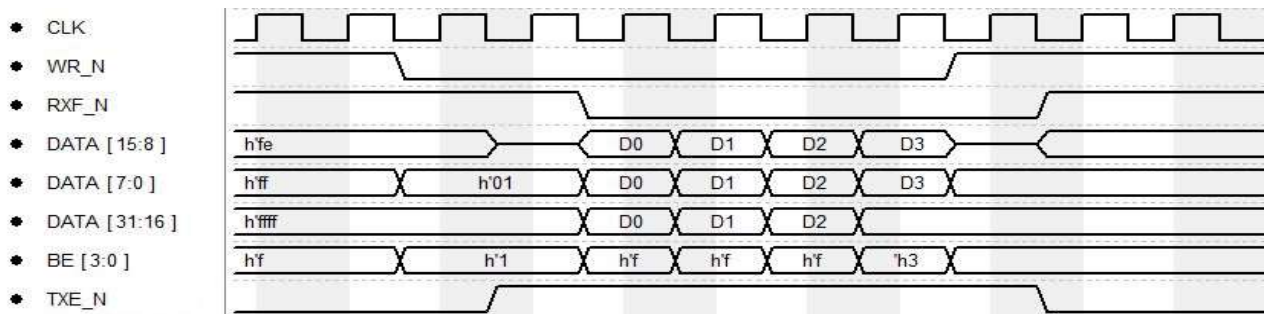 CLK
WR_N
RXF_N
DATA [ 15:8 ] h'fe D0 D1 D2 D3
DATA [ 7:0 ] h'ff h'01 D0 D1 D2 D3
DATA [ 31:16 ] h'ffff D0 D1 D2
BE [ 3:0 ] h'f h'1 h'f h'f h'f 'h3
TXE_N